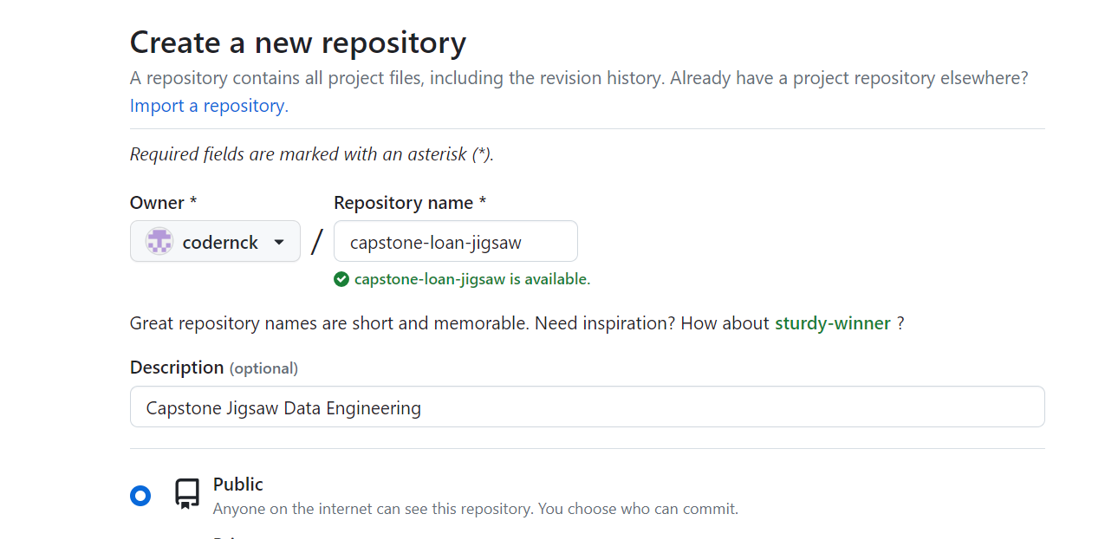 Create a new repository
A repository contains all project files, including the revision history. Already have a project repository elsewhere?
Import a repository.
Required fields are marked with an asterisk (*).
Owner * Repository name *
codernck / capstone-loan-jigsaw
capstone-loan-jigsaw is available.
Great repository names are short and memorable. Need inspiration? How about sturdy-winner ?
Description (optional)
Capstone Jigsaw Data Engineering
Public
Anyone on the internet can see this repository. You choose who can commit.